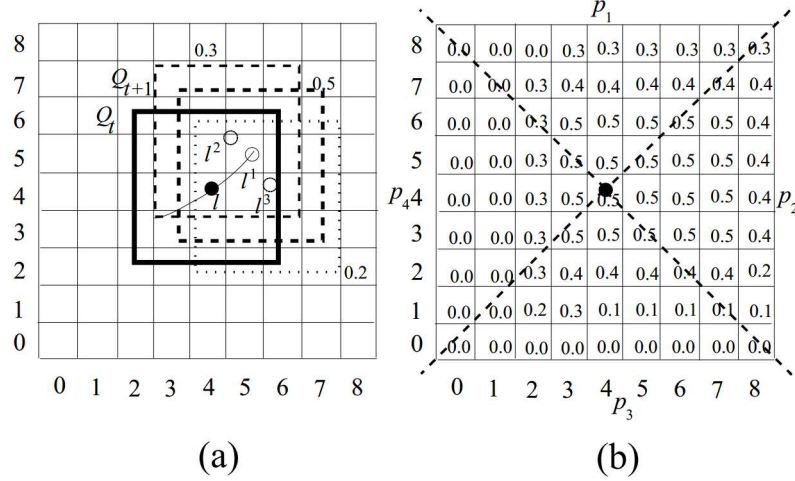 0.3
8
7
6
5
4
3
2
1
0
Q_{t+1}
0.5
Q_t
l^2
l^1
l
l^3
0.2
0 1 2 3 4 5 6 7 8
(a)
p_1
8 0.0 0.0 0.0 0.3 0.3 0.3 0.3 0.3 0.3
7 0.0 0.0 0.3 0.4 0.4 0.4 0.4 0.4 0.4
6 0.0 0.0 0.3 0.5 0.5 0.5 0.5 0.5 0.4
5 0.0 0.0 0.3 0.5 0.5 0.5 0.5 0.5 0.4
p_4 4 0.0 0.0 0.3 0.5 0.5 0.5 0.5 0.5 0.4 p_2
3 0.0 0.0 0.3 0.5 0.5 0.5 0.5 0.5 0.4
2 0.0 0.0 0.3 0.4 0.4 0.4 0.4 0.4 0.2
1 0.0 0.0 0.2 0.3 0.1 0.1 0.1 0.1 0.1
0 0.0 0.0 0.0 0.0 0.0 0.0 0.0 0.0 0.0
0 1 2 3 4 5 6 7 8
p_3
(b)